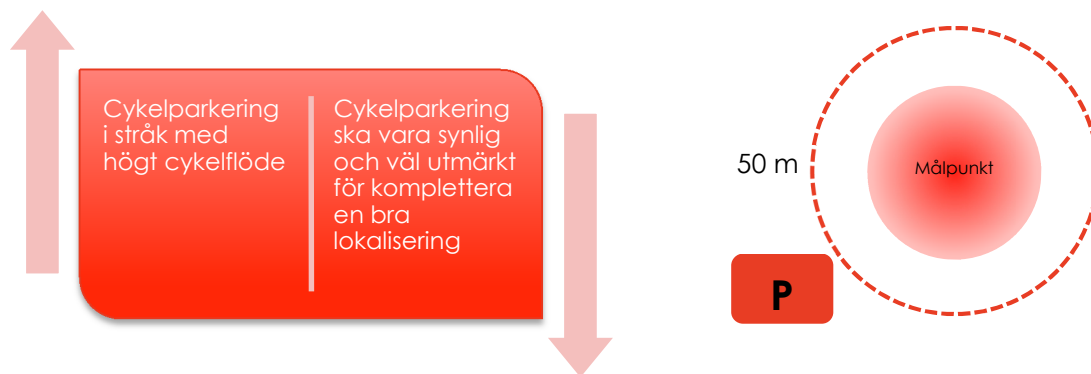 Cykelparkering
i stråk med
högt cykelflöde
Cykelparkering
ska vara synlig
och väl utmärkt
för komplettera
en bra
lokalisering
50 m
Målpunkt
P